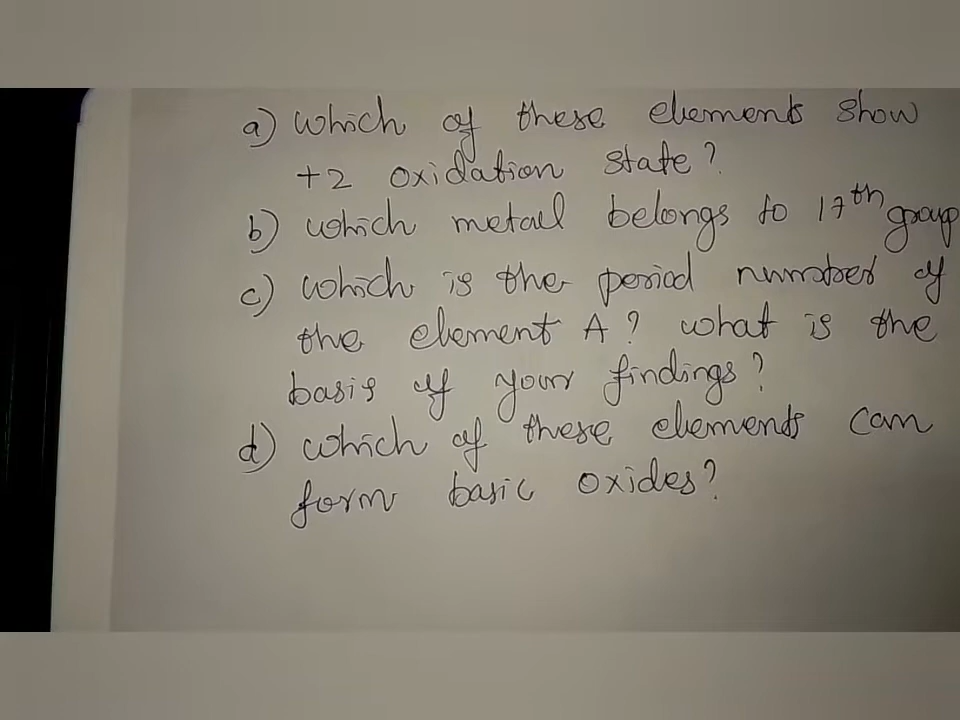 a) which of these elements show
+2 oxidation state?
b) which metall belongs to 17th group
c) which is the period number of
the element A? what is the
basis of your findings?
d) which of these elements can
form basic oxides?